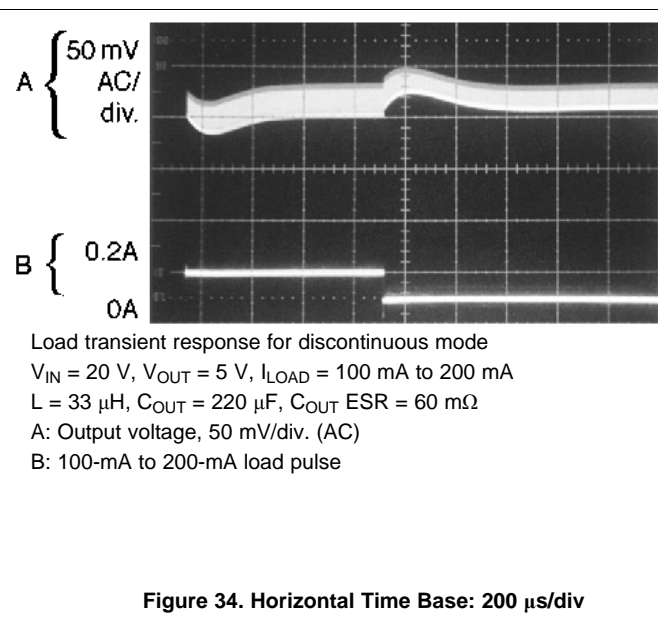 50 mV
A { AC/
div.
0.2A
B {
0A
Load transient response for discontinuous mode
V_IN = 20 V, V_OUT = 5 V, I_LOAD = 100 mA to 200 mA
L = 33 μH, C_OUT = 220 μF, C_OUT ESR = 60 mΩ
A: Output voltage, 50 mV/div. (AC)
B: 100-mA to 200-mA load pulse
Figure 34. Horizontal Time Base: 200 μs/div